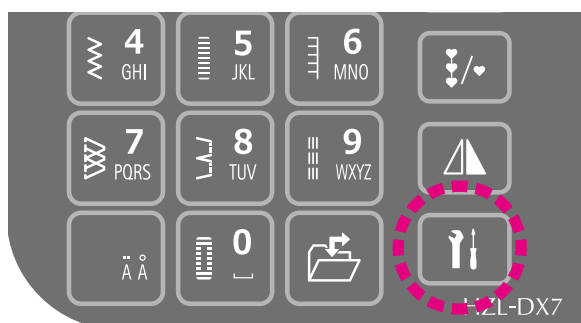 4 5 6
GHI JKL MNO
7 8 9
PQRS TUV WXYZ
Ä Å 0
HZL-DX7